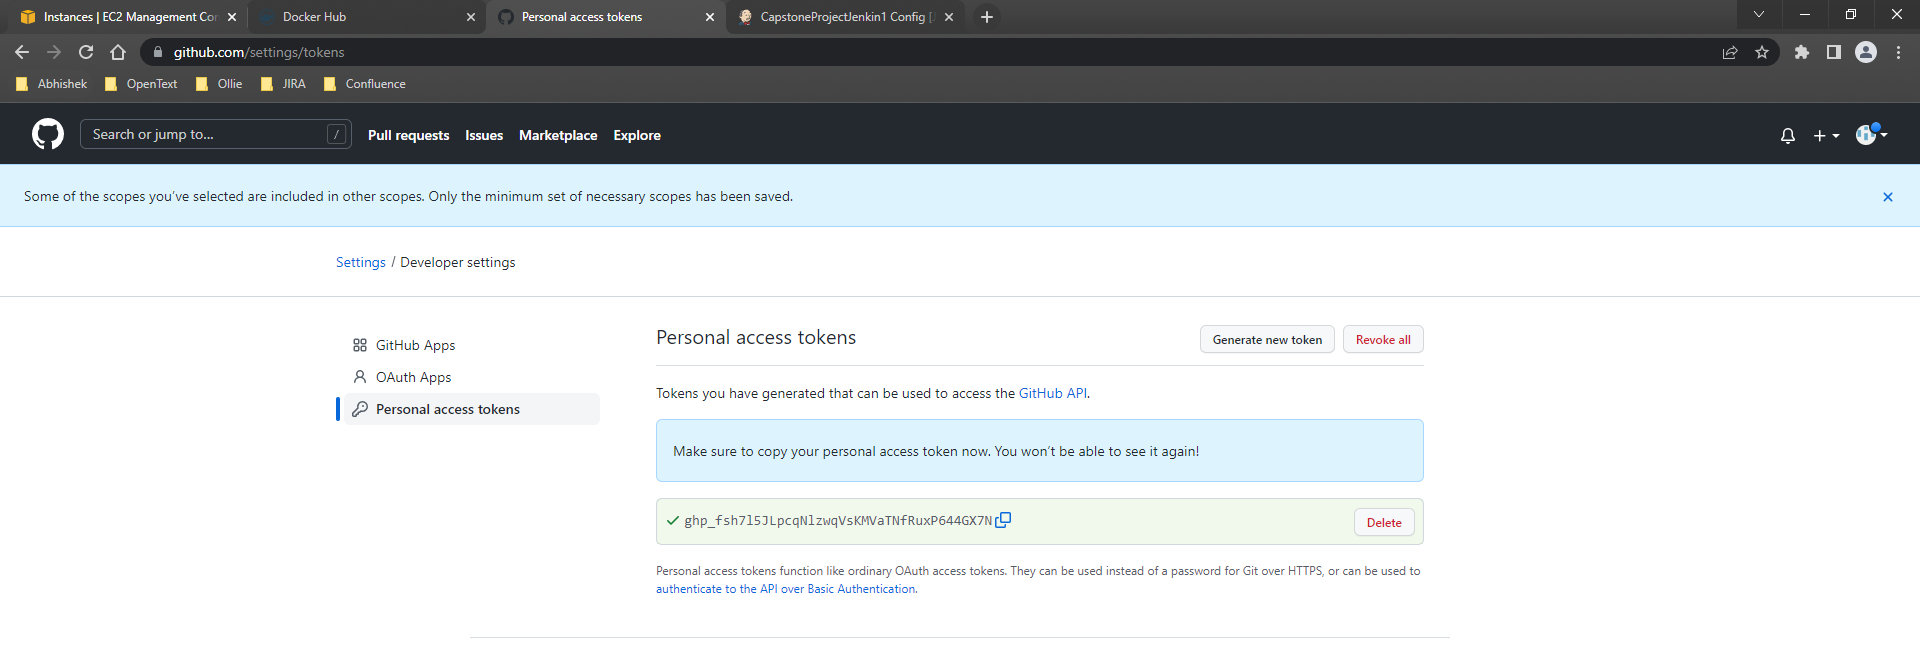 Instances | EC2 Management Con
Docker Hub
Personal access tokens
CapstoneProjectJenkin1 Config [J
github.com/settings/tokens
Abhishek
OpenText
Ollie
JIRA
Confluence
Search or jump to...
/
Pull requests
Issues
Marketplace
Explore
Some of the scopes you've selected are included in other scopes. Only the minimum set of necessary scopes has been saved.
Settings / Developer settings
GitHub Apps
OAuth Apps
Personal access tokens
Personal access tokens
Generate new token
Revoke all
Tokens you have generated that can be used to access the GitHub API.
Make sure to copy your personal access token now. You won't be able to see it again!
[access token omitted: live credential]
Delete
Personal access tokens function like ordinary OAuth access tokens. They can be used instead of a password for Git over HTTPS, or can be used to
authenticate to the API over Basic Authentication.